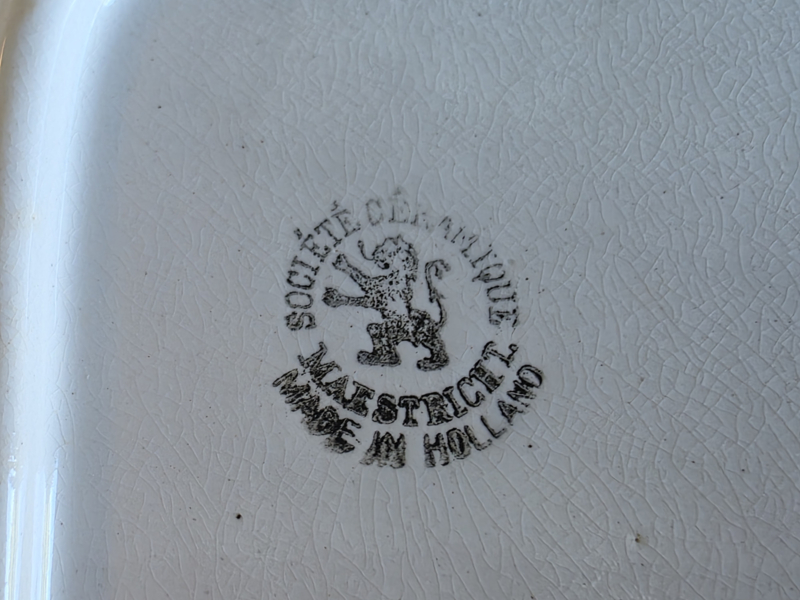 SOCIÉTÉ CÉRAMIQUE
MAESTRICHT.
MADE IN HOLLAND